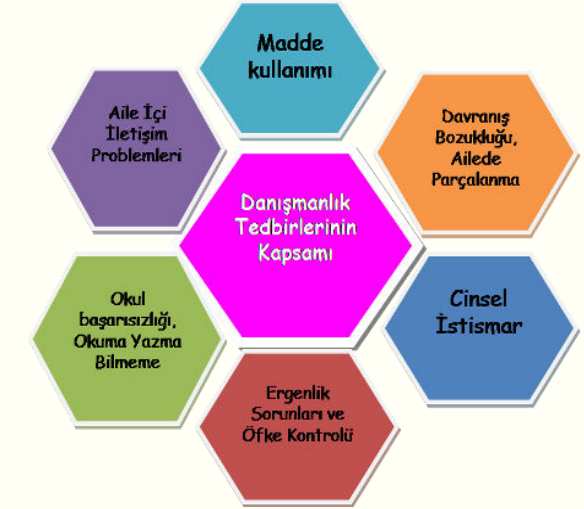 Madde
kullanımı
Aile İçi
İletişim
Problemleri
Davranış
Bozukluğu,
Ailede
Parçalanma
Danışmanlık
Tedbirlerinin
Kapsamı
Okul
başarısızlığı,
Okuma Yazma
Bilmeme
Cinsel
İstismar
Ergenlik
Sorunları ve
Öfke Kontrolü